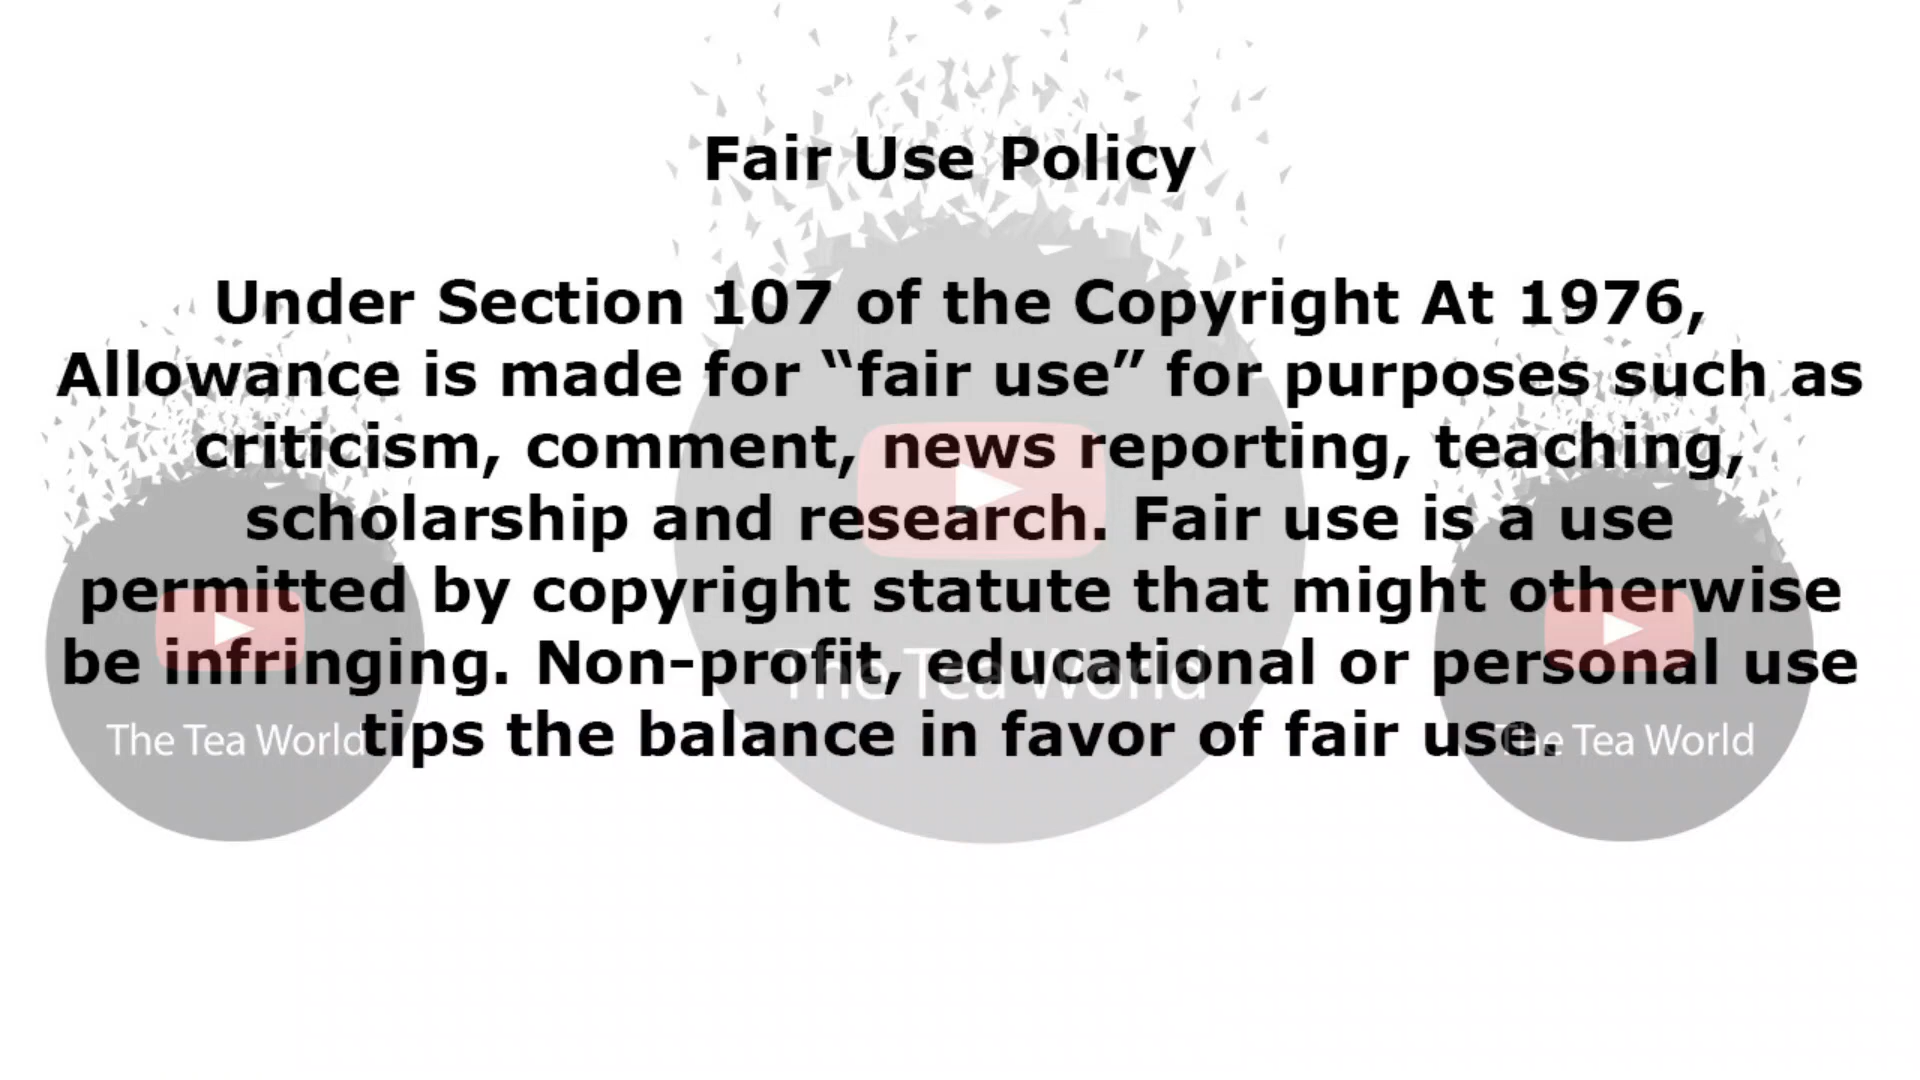 Fair Use Policy
Under Section 107 of the Copyright At 1976,
Allowance is made for “fair use” for purposes such as
criticism, comment, news reporting, teaching,
scholarship and research. Fair use is a use
permitted by copyright statute that might otherwise
be infringing. Non-profit, educational or personal use
tips the balance in favor of fair use.
The Tea World
The Tea World
The Tea World